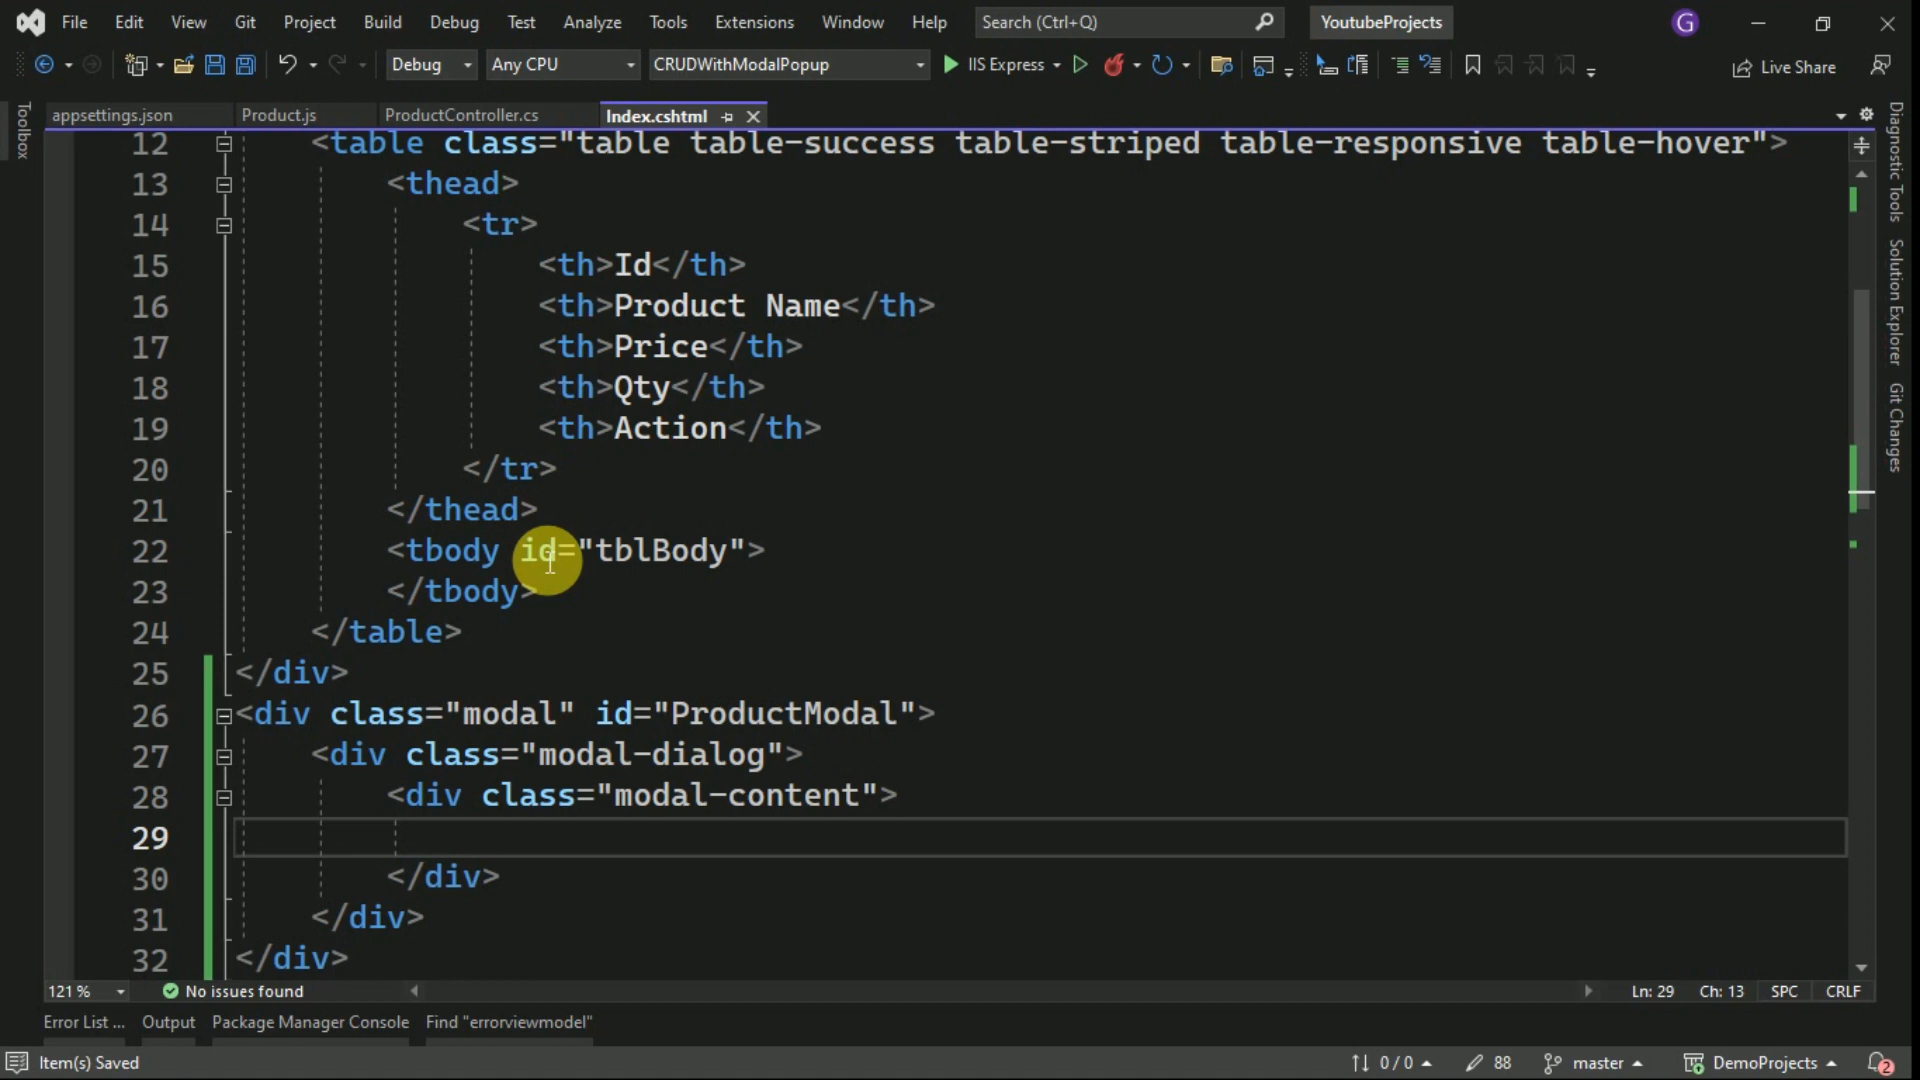 File Edit View Git Project Build Debug Test Analyze Tools Extensions Window Help Search (Ctrl+Q) YoutubeProjects G
Debug Any CPU CRUDWithModalPopup IIS Express Live Share
appsettings.json Product.js ProductController.cs Index.cshtml
Toolbox
12 <table class="table table-success table-striped table-responsive table-hover">
13 <thead>
14 <tr>
15 <th>Id</th>
16 <th>Product Name</th>
17 <th>Price</th>
18 <th>Qty</th>
19 <th>Action</th>
20 </tr>
21 </thead>
22 <tbody id="tblBody">
23 </tbody>
24 </table>
25 </div>
26 <div class="modal" id="ProductModal">
27 <div class="modal-dialog">
28 <div class="modal-content">
29
30 </div>
31 </div>
32 </div>
Diagnostic Tools
Solution Explorer
Git Changes
121 % No issues found Ln: 29 Ch: 13 SPC CRLF
Error List ... Output Package Manager Console Find "errorviewmodel"
Item(s) Saved 0 / 0 88 master DemoProjects 2